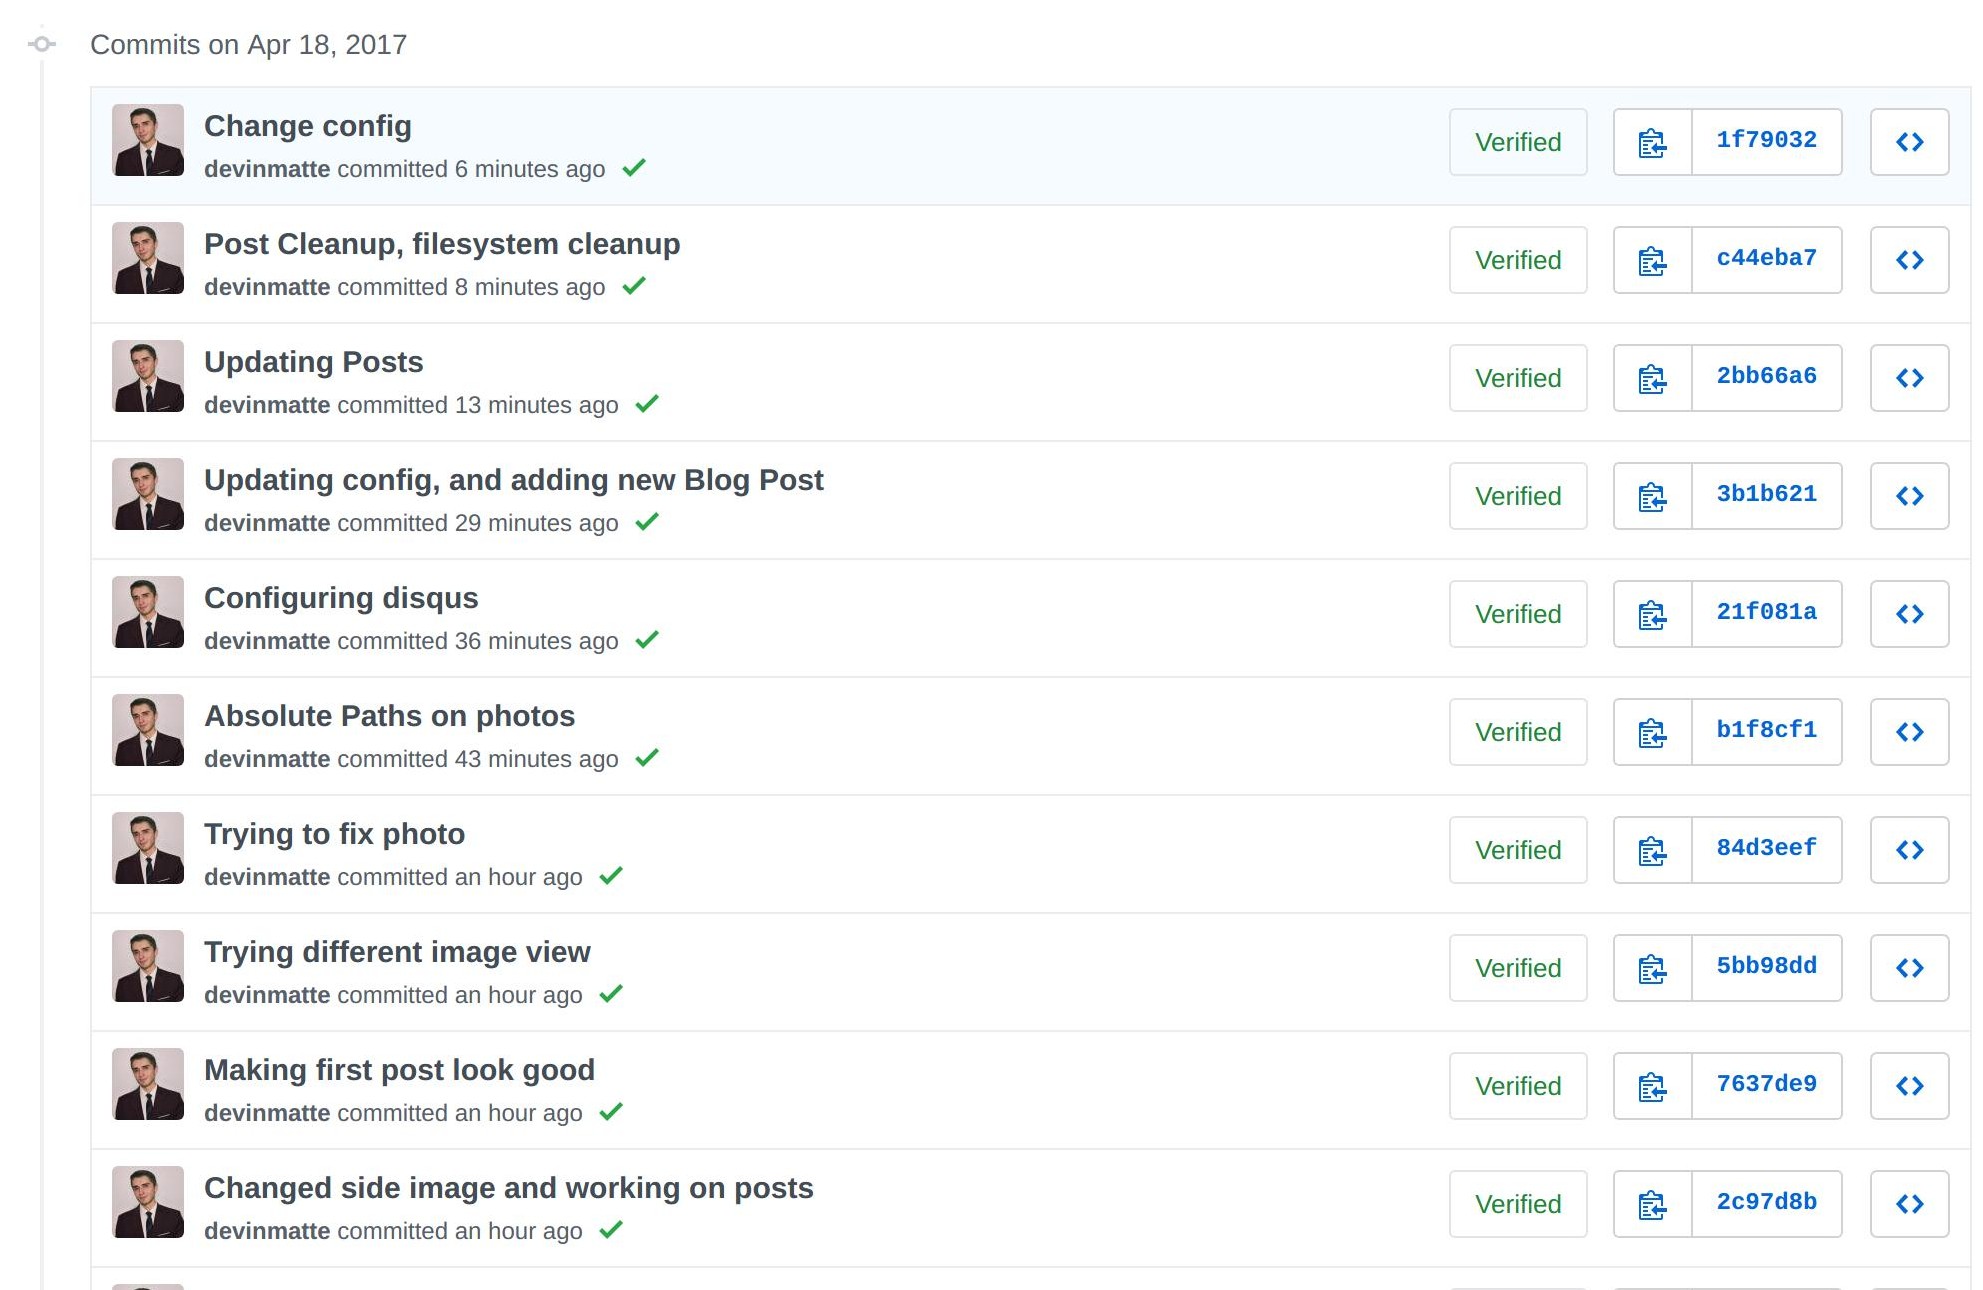 Commits on Apr 18, 2017
Change config
devinmatte committed 6 minutes ago
Verified
1f79032
Post Cleanup, filesystem cleanup
devinmatte committed 8 minutes ago
Verified
c44eba7
Updating Posts
devinmatte committed 13 minutes ago
Verified
2bb66a6
Updating config, and adding new Blog Post
devinmatte committed 29 minutes ago
Verified
3b1b621
Configuring disqus
devinmatte committed 36 minutes ago
Verified
21f081a
Absolute Paths on photos
devinmatte committed 43 minutes ago
Verified
b1f8cf1
Trying to fix photo
devinmatte committed an hour ago
Verified
84d3eef
Trying different image view
devinmatte committed an hour ago
Verified
5bb98dd
Making first post look good
devinmatte committed an hour ago
Verified
7637de9
Changed side image and working on posts
devinmatte committed an hour ago
Verified
2c97d8b